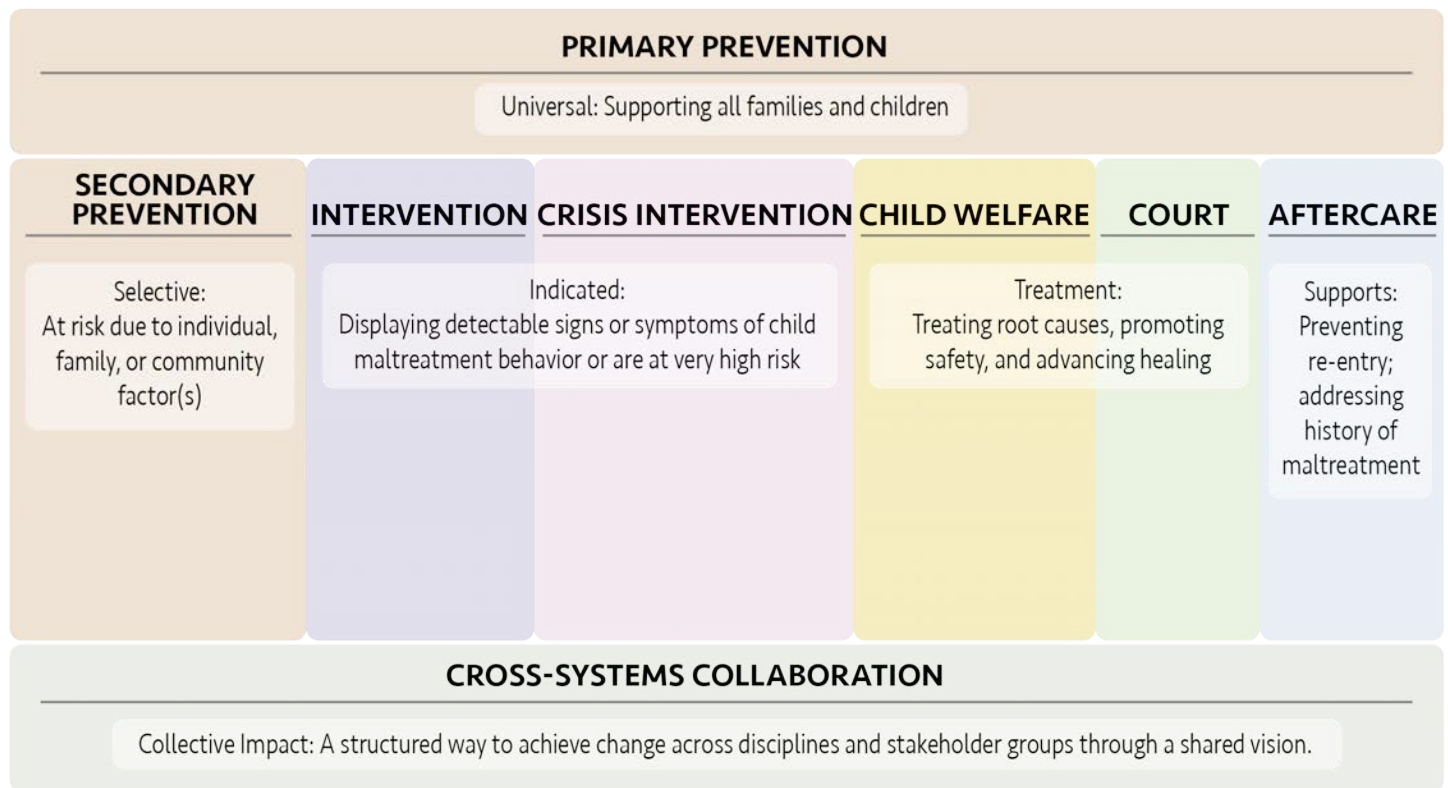 PRIMARY PREVENTION
Universal: Supporting all families and children
SECONDARY
PREVENTION
Selective:
At risk due to individual,
family, or community
factor(s)
INTERVENTION
CRISIS INTERVENTION
Indicated:
Displaying detectable signs or symptoms of child
maltreatment behavior or are at very high risk
CHILD WELFARE
COURT
Treatment:
Treating root causes, promoting
safety, and advancing healing
AFTERCARE
Supports:
Preventing
re-entry;
addressing
history of
maltreatment
CROSS-SYSTEMS COLLABORATION
Collective Impact: A structured way to achieve change across disciplines and stakeholder groups through a shared vision.